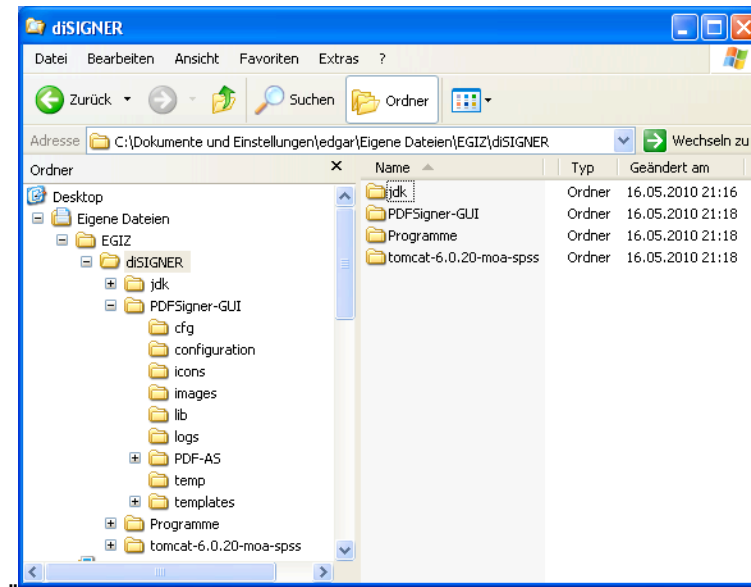 diSIGNER
Datei Bearbeiten Ansicht Favoriten Extras ?
Zurück Suchen Ordner
Adresse C:\Dokumente und Einstellungen\edgar\Eigene Dateien\EGIZ\diSIGNER Wechseln zu
Ordner x Name Typ Geändert am
Desktop
Eigene Dateien
EGIZ
diSIGNER
jdk
PDFSigner-GUI
cfg
configuration
icons
images
lib
logs
PDF-AS
temp
templates
Programme
tomcat-6.0.20-moa-spss
jdk Ordner 16.05.2010 21:16
PDFSigner-GUI Ordner 16.05.2010 21:18
Programme Ordner 16.05.2010 21:18
tomcat-6.0.20-moa-spss Ordner 16.05.2010 21:18